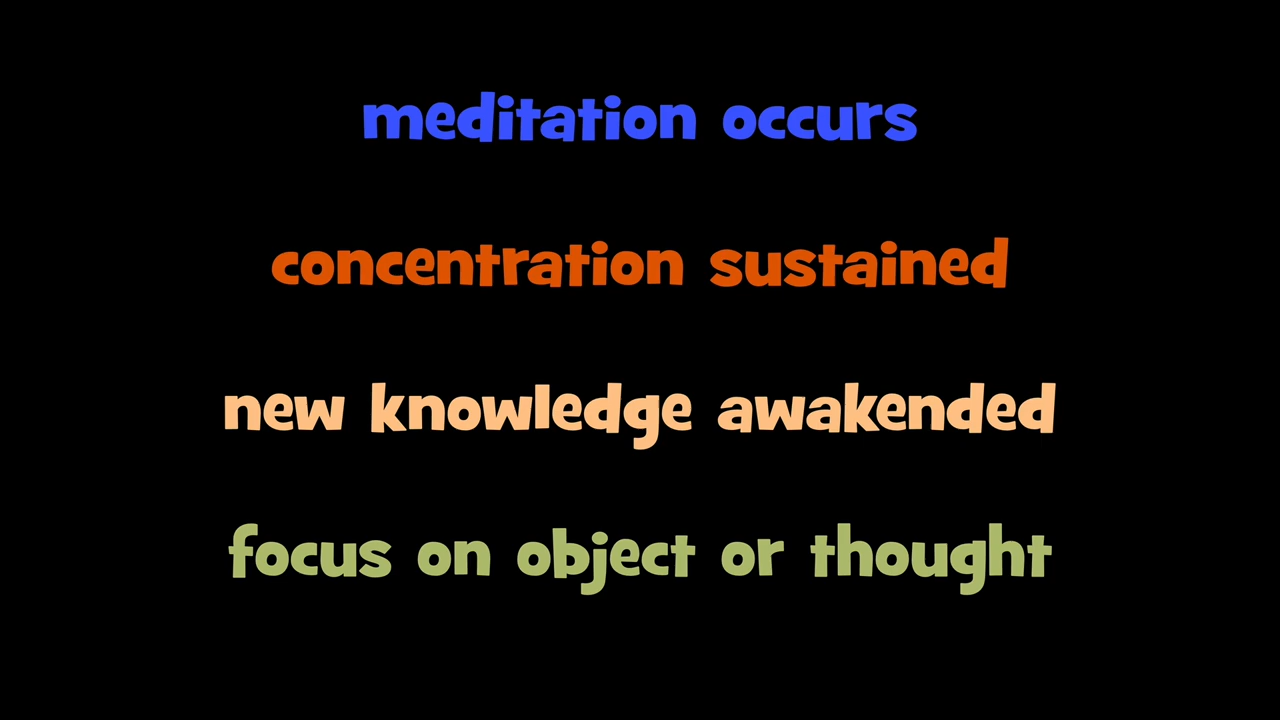 meditation occurs
concentration sustained
new knowledge awakended
focus on object or thought